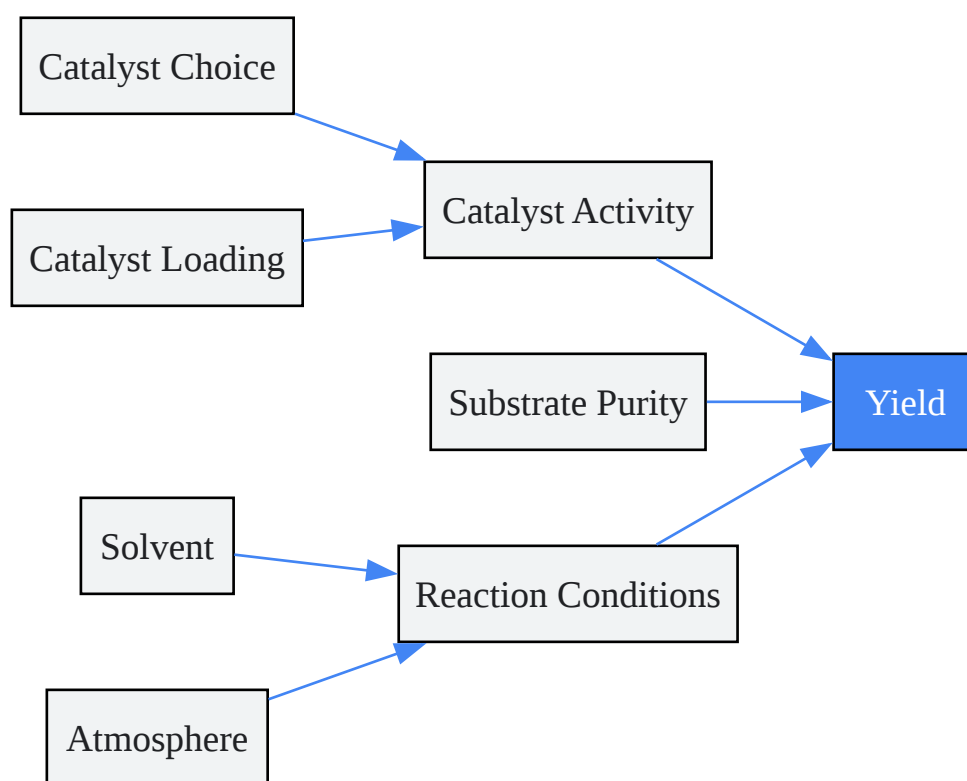 Catalyst Choice
Catalyst Activity
Catalyst Loading
Substrate Purity
Yield
Solvent
Reaction Conditions
Atmosphere